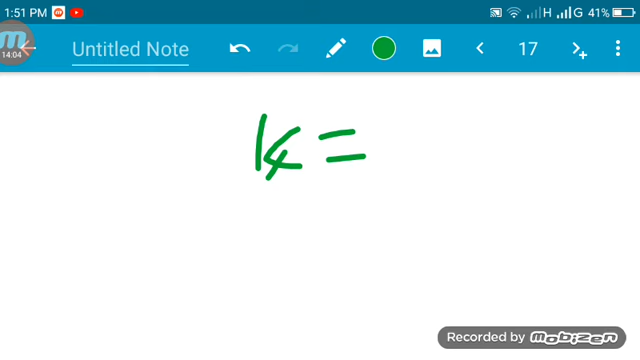 1:51 PM H G 41%
m
14:04
Untitled Note 17
k =
Recorded by mobizen